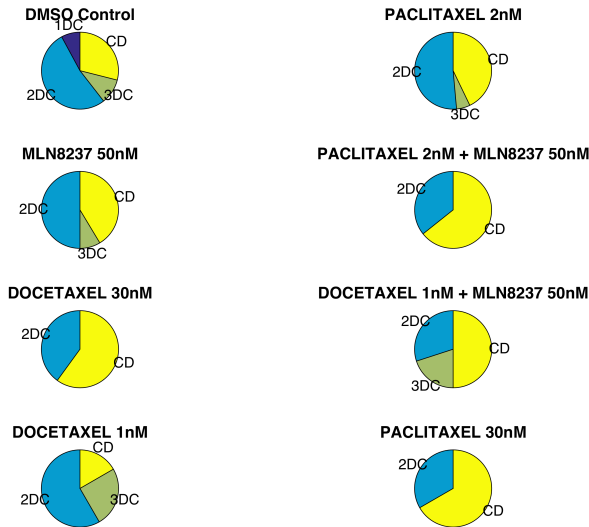 DMSO Control
1DC
CD
2DC
3DC
PACLITAXEL 2nM
CD
2DC
3DC
MLN8237 50nM
CD
2DC
3DC
PACLITAXEL 2nM + MLN8237 50nM
2DC
CD
DOCETAXEL 30nM
2DC
CD
DOCETAXEL 1nM + MLN8237 50nM
2DC
CD
3DC
DOCETAXEL 1nM
CD
2DC
3DC
PACLITAXEL 30nM
2DC
CD